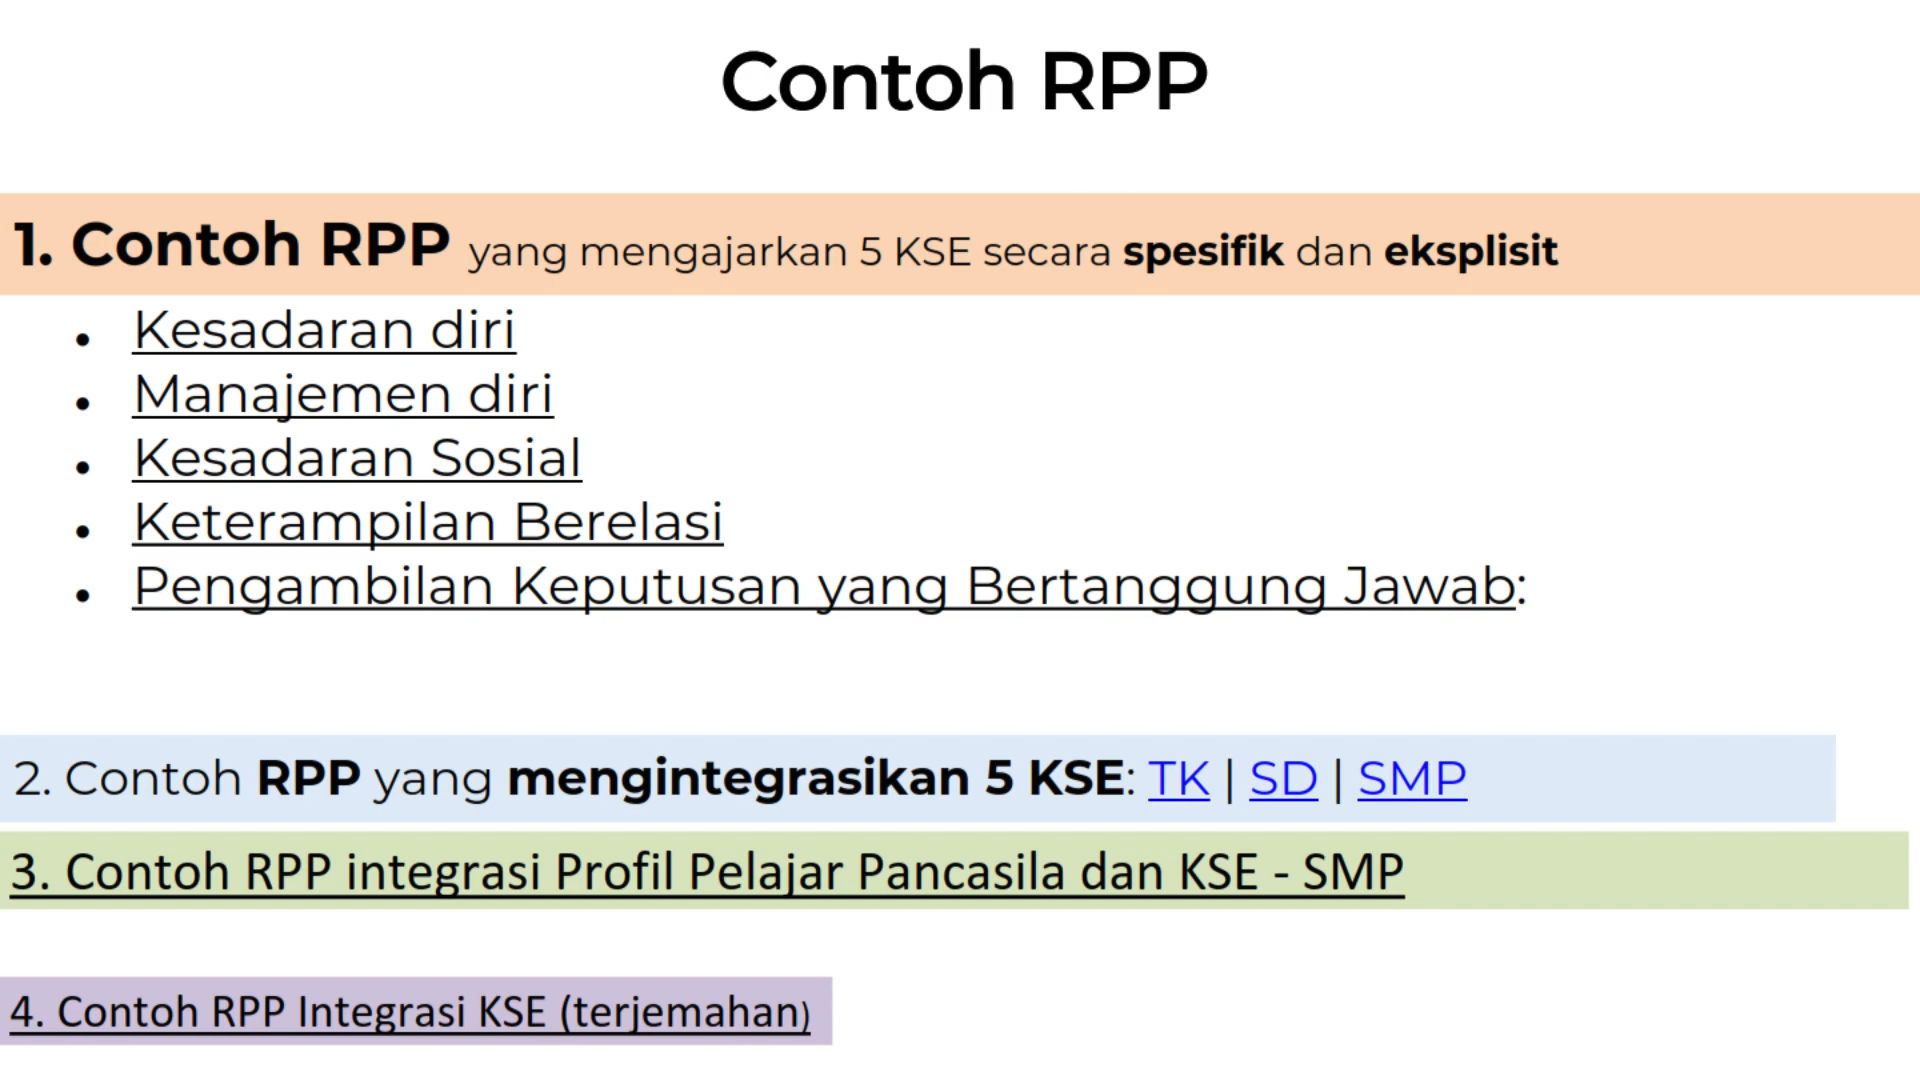 Contoh RPP
1. Contoh RPP yang mengajarkan 5 KSE secara spesifik dan eksplisit
• Kesadaran diri
• Manajemen diri
• Kesadaran Sosial
• Keterampilan Berelasi
• Pengambilan Keputusan yang Bertanggung Jawab:
2. Contoh RPP yang mengintegrasikan 5 KSE: TK | SD | SMP
3. Contoh RPP integrasi Profil Pelajar Pancasila dan KSE - SMP
4. Contoh RPP Integrasi KSE (terjemahan)